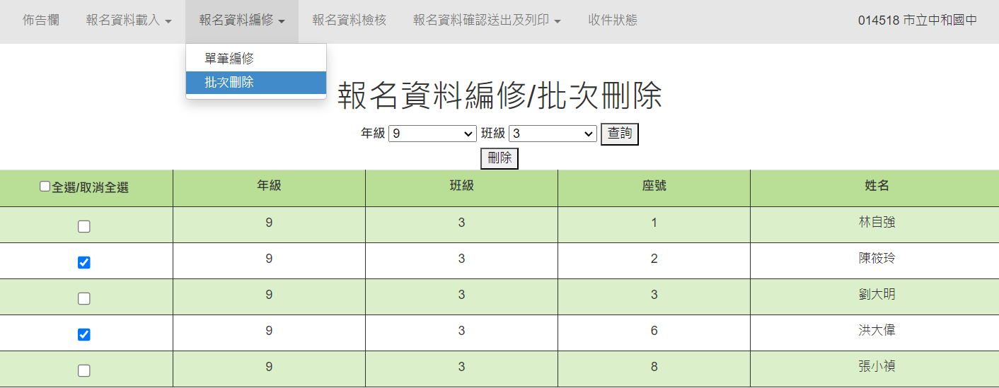 佈告欄 報名資料載入 報名資料編修 報名資料檢核 報名資料確認送出及列印 收件狀態 014518 市立中和國中
單筆編修
批次刪除
報名資料編修/批次刪除
年級 9 班級 3 查詢
刪除
全選/取消全選 年級 班級 座號 姓名
9 3 1 林自強
9 3 2 陳筱玲
9 3 3 劉大明
9 3 6 洪大偉
9 3 8 張小禎